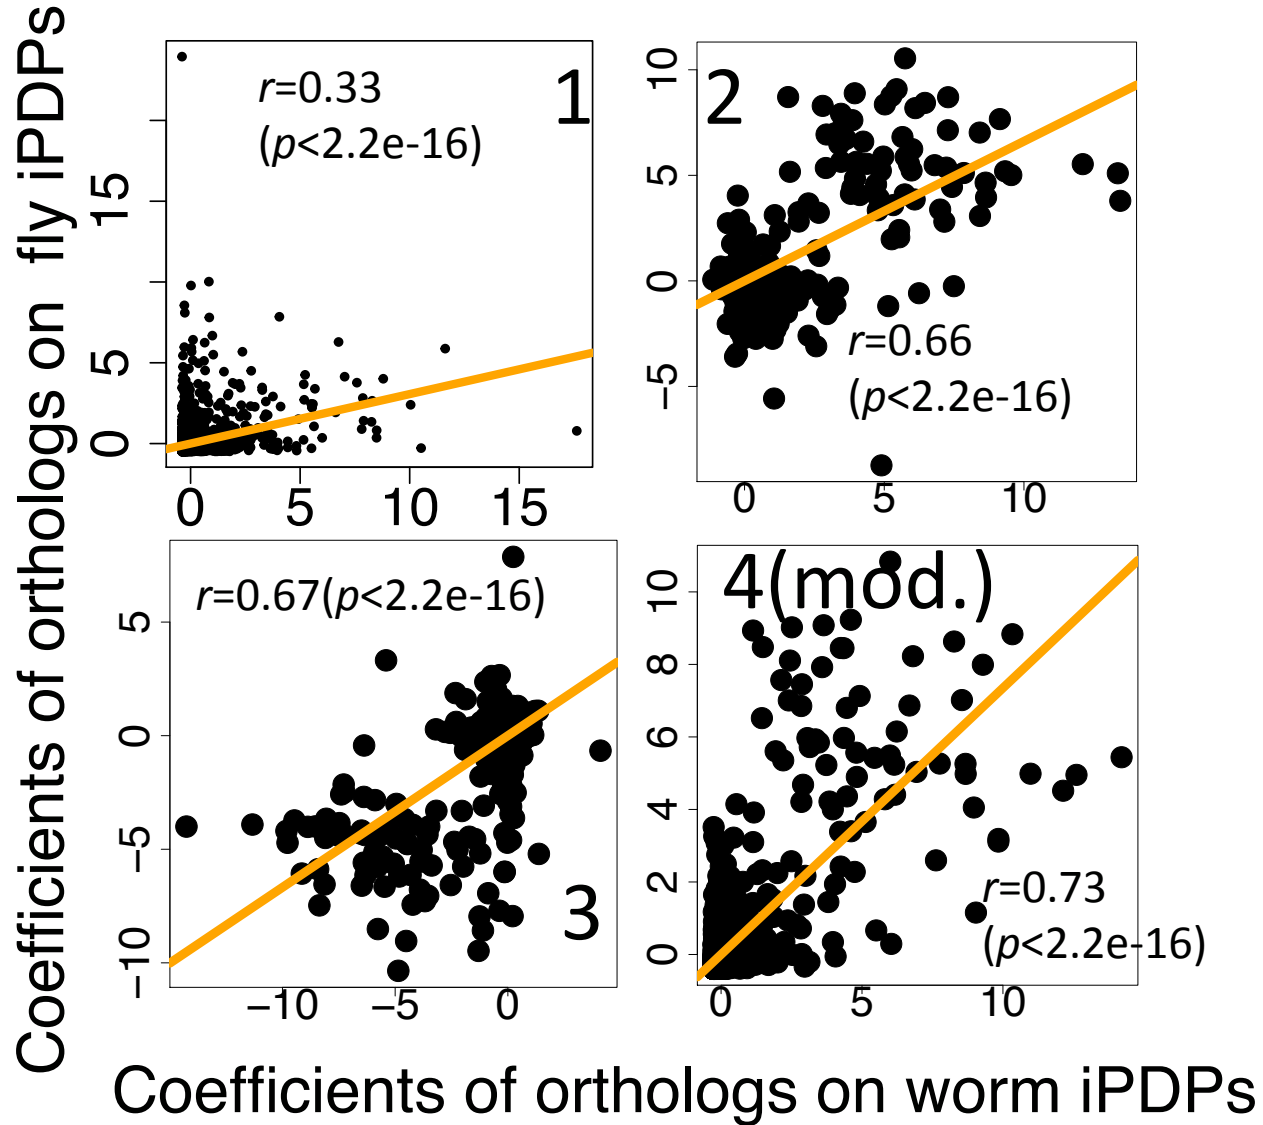 Coefficients of orthologs on fly iPDPs
r=0.33
(p<2.2e-16)
1
15
5
0
0 5 10 15
2
10
5
0
−5
r=0.66
(p<2.2e-16)
0 5 10
r=0.67(p<2.2e-16)
5
0
−5
−10
3
−10 −5 0
4(mod.)
10
8
6
4
2
0
r=0.73
(p<2.2e-16)
0 5 10
Coefficients of orthologs on worm iPDPs